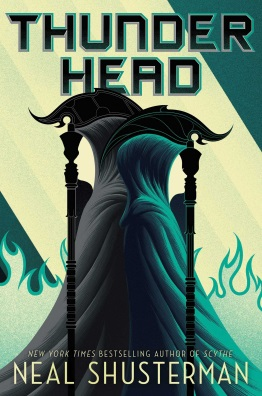 THUNDER
HEAD
NEW YORK TIMES BESTSELLING AUTHOR OF SCYTHE
NEAL SHUSTERMAN